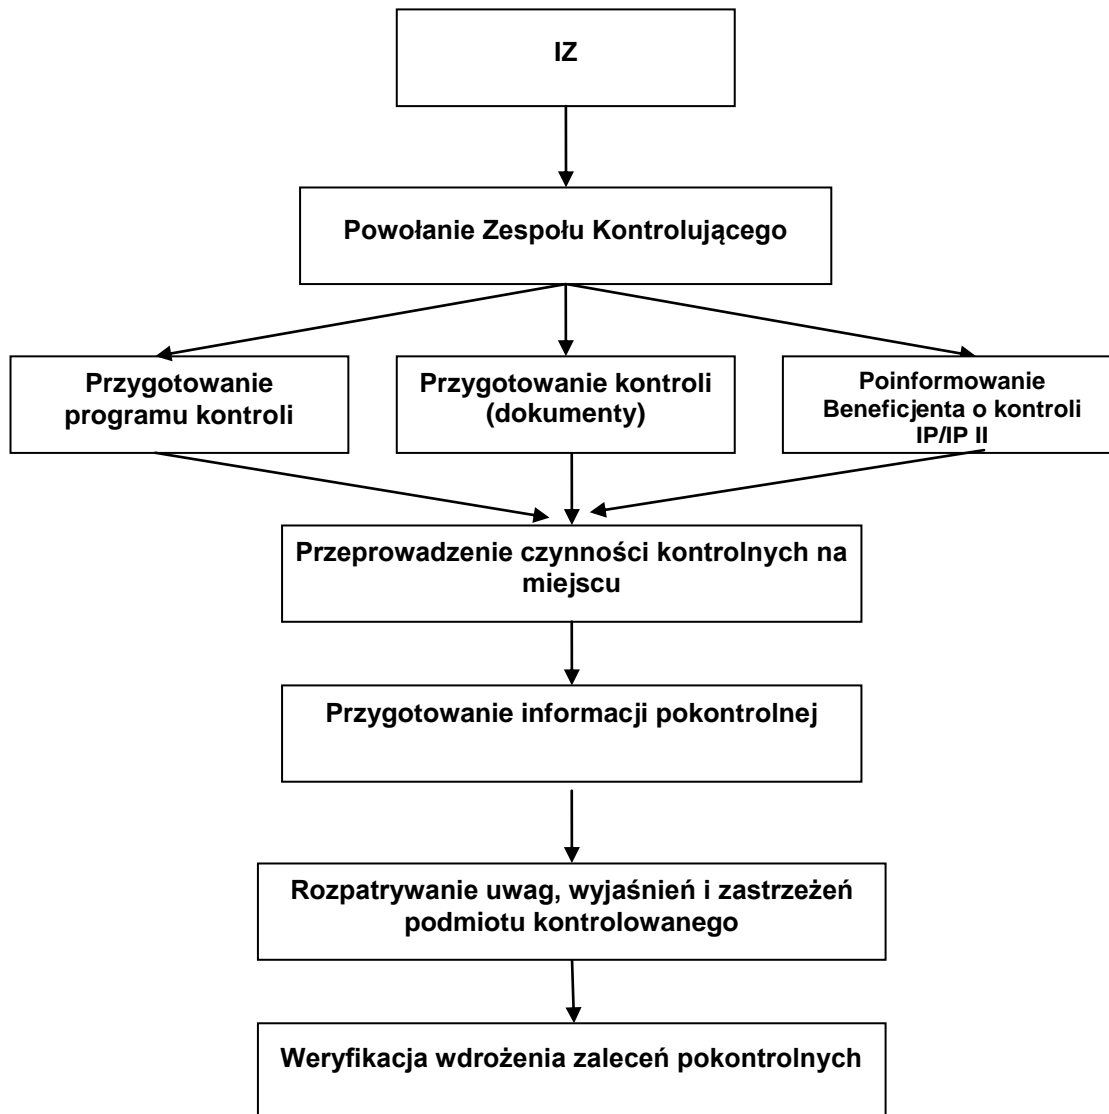 IZ
Powołanie Zespołu Kontrolującego
Przygotowanie
programu kontroli
Przygotowanie kontroli
(dokumenty)
Poinformowanie
Beneficjenta o kontroli
IP/IP II
Przeprowadzenie czynności kontrolnych na
miejscu
Przygotowanie informacji pokontrolnej
Rozpatrywanie uwag, wyjaśnień i zastrzeżeń
podmiotu kontrolowanego
Weryfikacja wdrożenia zaleceń pokontrolnych